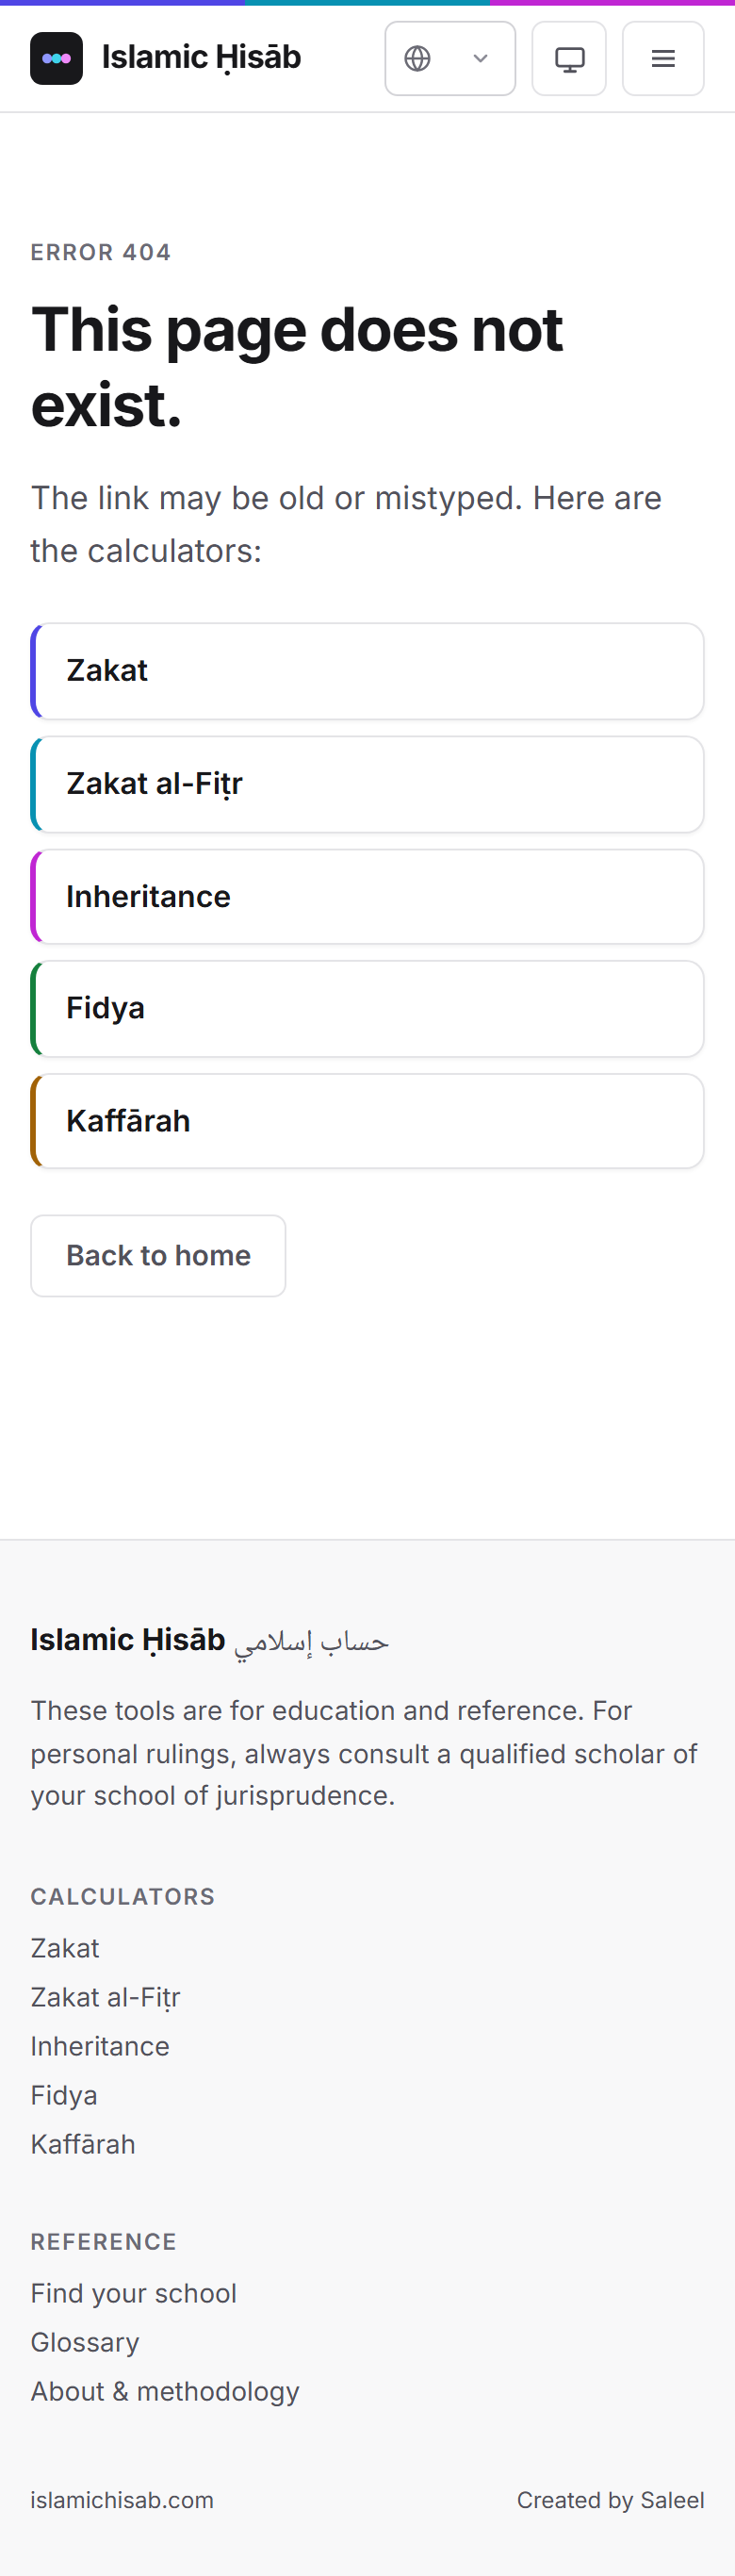 Islamic Ḥisāb
ERROR 404
This page does not
exist.
The link may be old or mistyped. Here are
the calculators:
Zakat
Zakat al-Fiṭr
Inheritance
Fidya
Kaffārah
Back to home
Islamic Ḥisāb حساب إسلامي
These tools are for education and reference. For
personal rulings, always consult a qualified scholar of
your school of jurisprudence.
CALCULATORS
Zakat
Zakat al-Fiṭr
Inheritance
Fidya
Kaffārah
REFERENCE
Find your school
Glossary
About & methodology
islamichisab.com
Created by Saleel